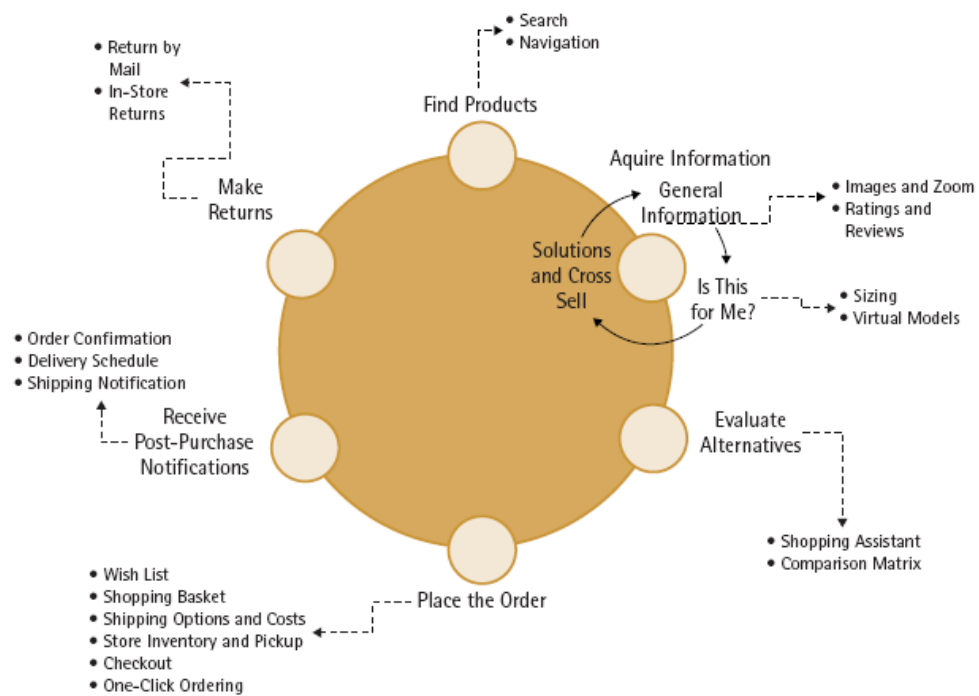 • Search
• Navigation
Find Products
Aquire Information
General
Information
• Images and Zoom
• Ratings and
Reviews
Is This
for Me?
• Sizing
• Virtual Models
Solutions
and Cross
Sell
Evaluate
Alternatives
• Shopping Assistant
• Comparison Matrix
Place the Order
• Wish List
• Shopping Basket
• Shipping Options and Costs
• Store Inventory and Pickup
• Checkout
• One-Click Ordering
Receive
Post-Purchase
Notifications
• Order Confirmation
• Delivery Schedule
• Shipping Notification
Make
Returns
• Return by
Mail
• In-Store
Returns